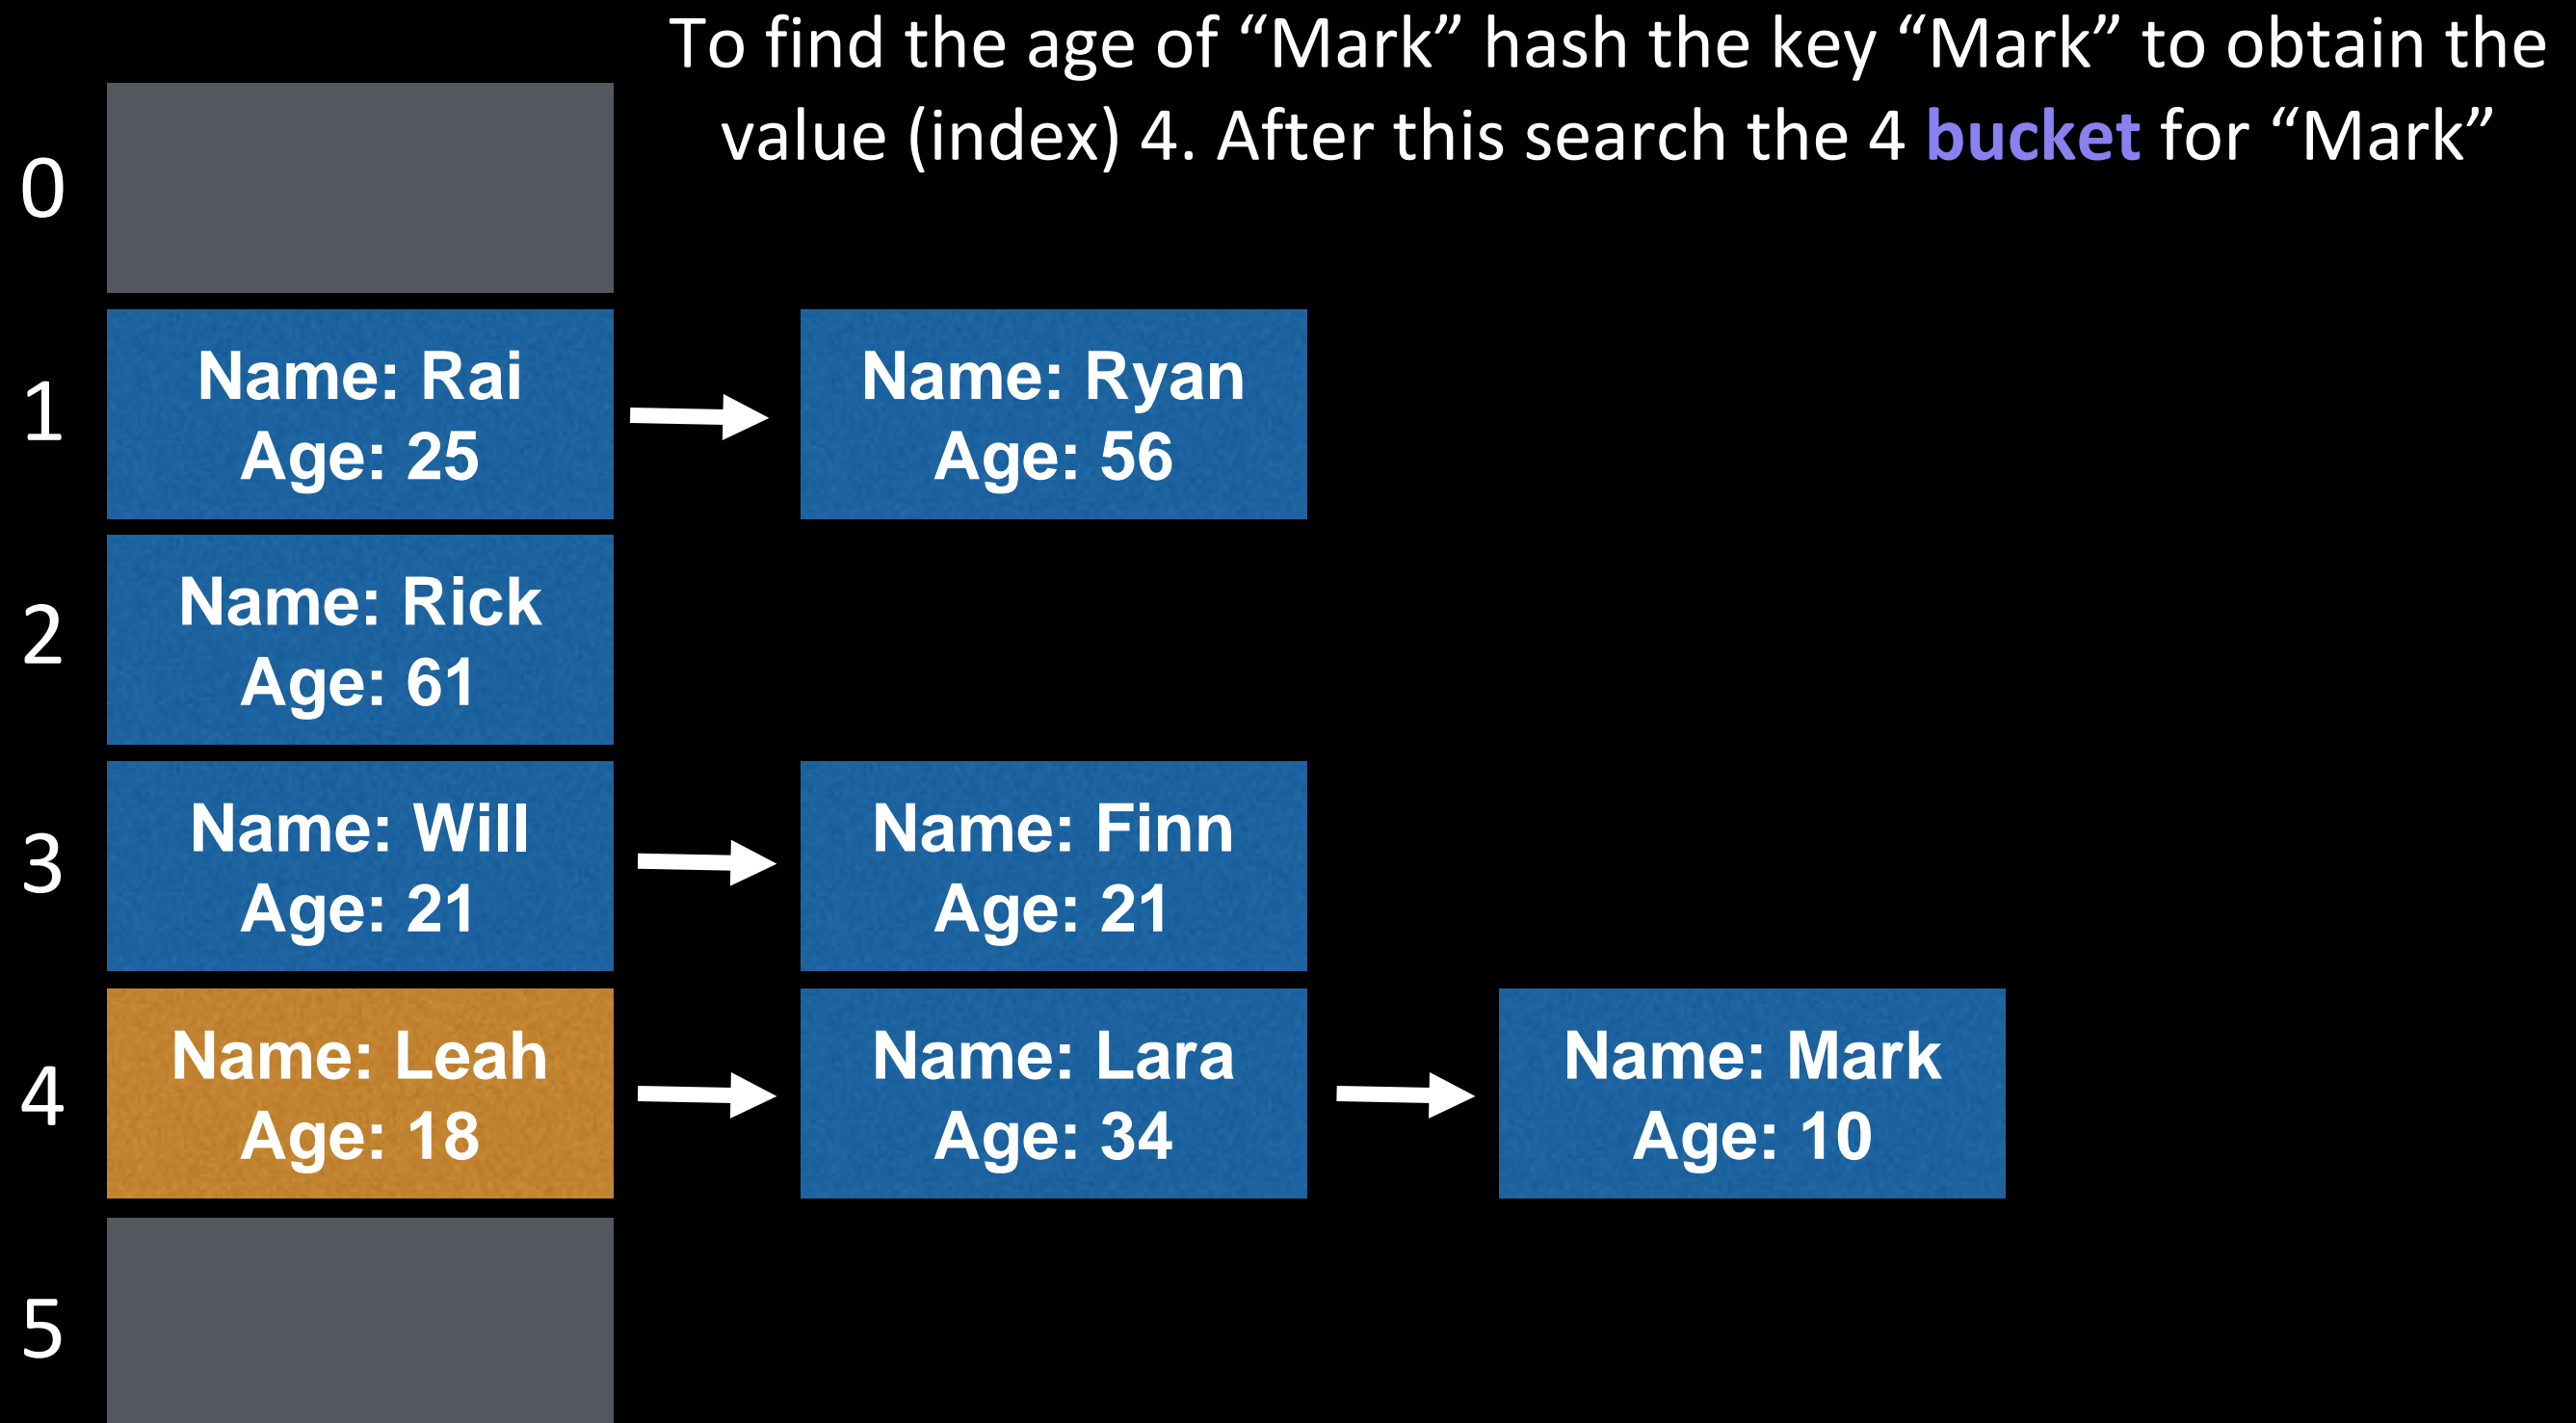 To find the age of “Mark” hash the key “Mark” to obtain the
value (index) 4. After this search the 4 bucket for “Mark”
0
1
Name: Rai
Age: 25
Name: Ryan
Age: 56
2
Name: Rick
Age: 61
3
Name: Will
Age: 21
Name: Finn
Age: 21
4
Name: Leah
Age: 18
Name: Lara
Age: 34
Name: Mark
Age: 10
5